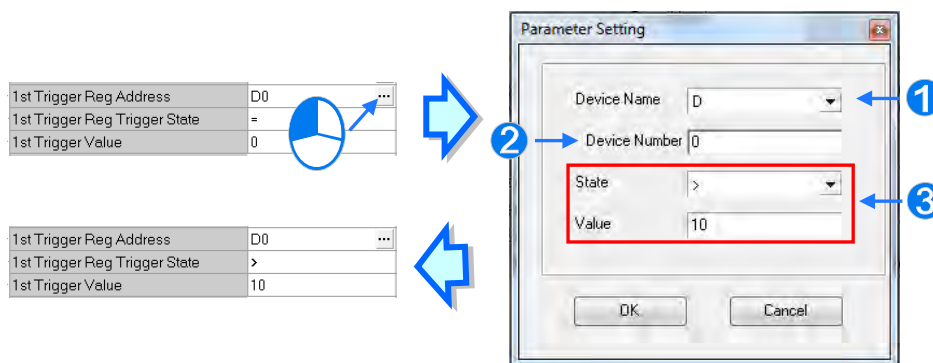 1st Trigger Reg Address D0 ...
1st Trigger Reg Trigger State =
1st Trigger Value 0
1st Trigger Reg Address D0 ...
1st Trigger Reg Trigger State >
1st Trigger Value 10
Parameter Setting
Device Name D
1
2
Device Number 0
State >
3
Value 10
OK Cancel